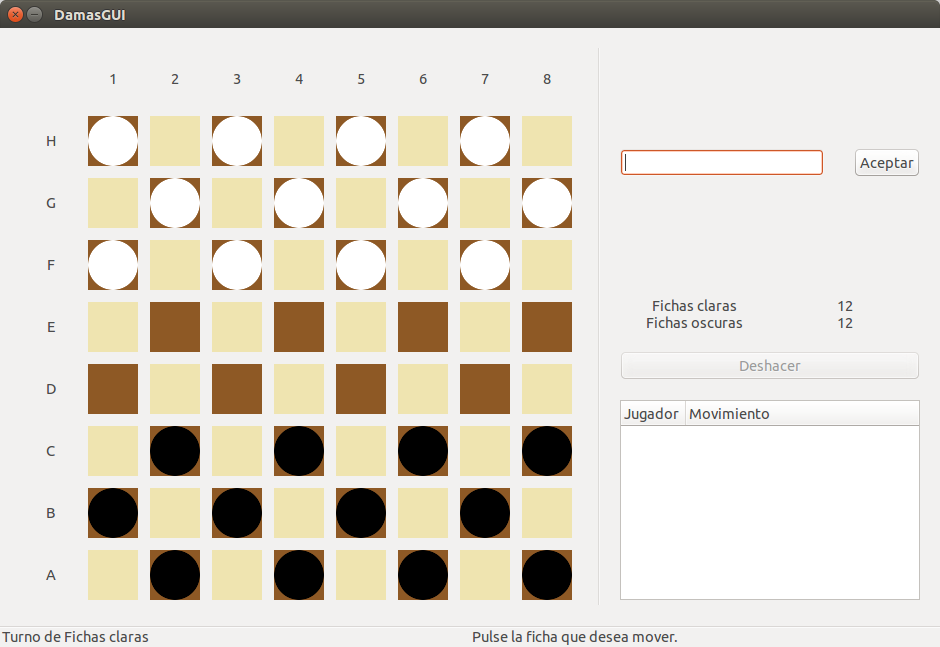 DamasGUI
1 2 3 4 5 6 7 8
H
G
F
E
D
C
B
A
Aceptar
Fichas claras 12
Fichas oscuras 12
Deshacer
Jugador Movimiento
Turno de Fichas claras
Pulse la ficha que desea mover.